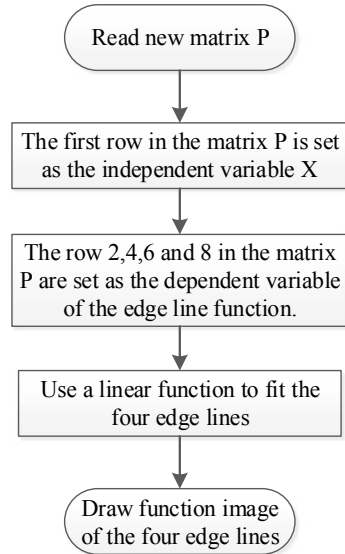 Read new matrix P
The first row in the matrix P is set
as the independent variable X
The row 2,4,6 and 8 in the matrix
P are set as the dependent variable
of the edge line function.
Use a linear function to fit the
four edge lines
Draw function image
of the four edge lines